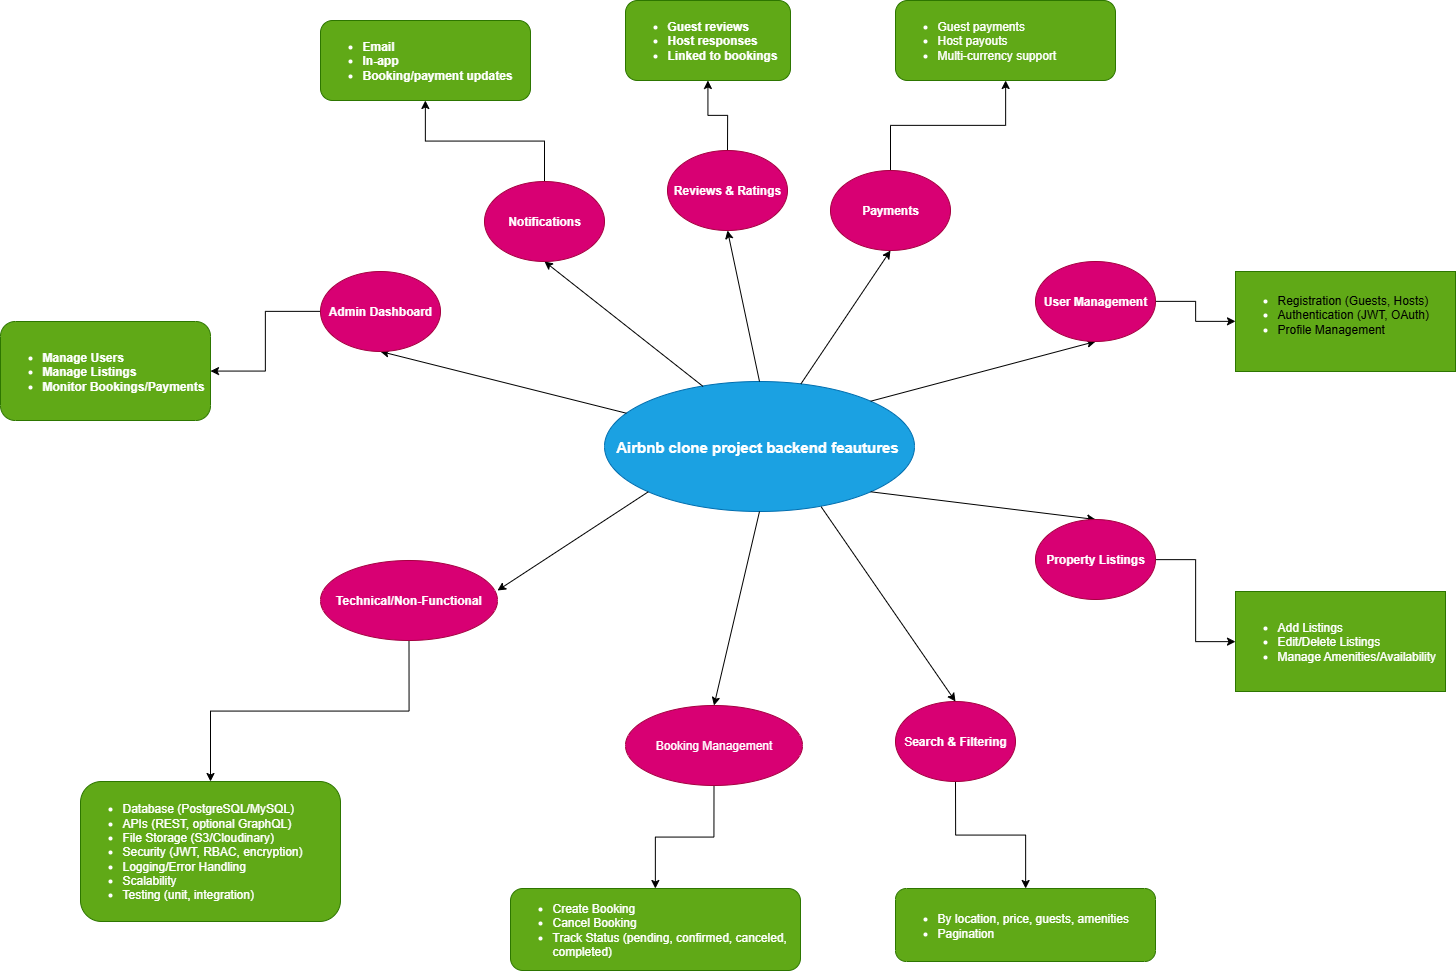 Email
In-app
Booking/payment updates
Guest reviews
Host responses
Linked to bookings
Guest payments
Host payouts
Multi-currency support
Notifications
Reviews & Ratings
Payments
Admin Dashboard
User Management
Manage Users
Manage Listings
Monitor Bookings/Payments
Registration (Guests, Hosts)
Authentication (JWT, OAuth)
Profile Management
Airbnb clone project backend feautures
Technical/Non-Functional
Property Listings
Add Listings
Edit/Delete Listings
Manage Amenities/Availability
Booking Management
Search & Filtering
Database (PostgreSQL/MySQL)
APIs (REST, optional GraphQL)
File Storage (S3/Cloudinary)
Security (JWT, RBAC, encryption)
Logging/Error Handling
Scalability
Testing (unit, integration)
Create Booking
Cancel Booking
Track Status (pending, confirmed, canceled,
completed)
By location, price, guests, amenities
Pagination